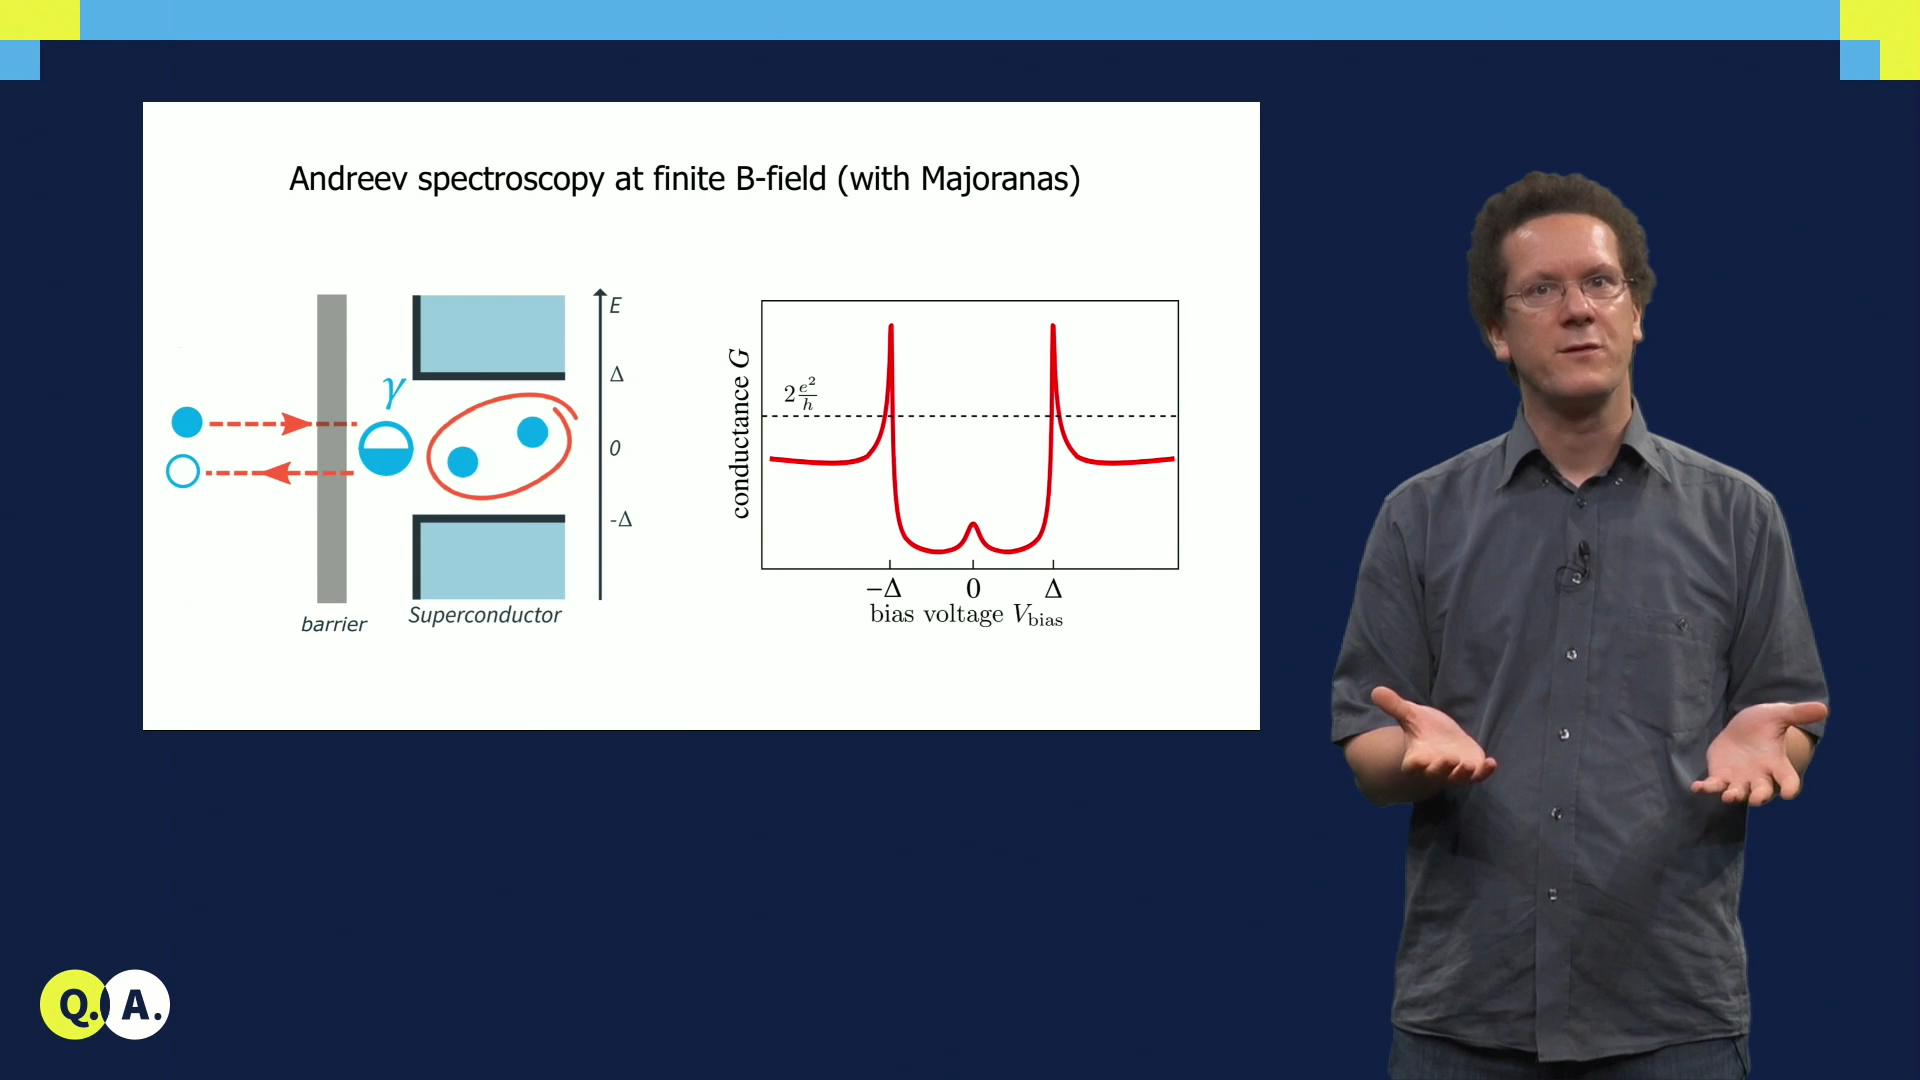 Andreev spectroscopy at finite B-field (with Majoranas)
E
Δ
γ
0
-Δ
barrier
Superconductor
conductance G
2 e²/h
−Δ 0 Δ
bias voltage V_bias
Q. A.